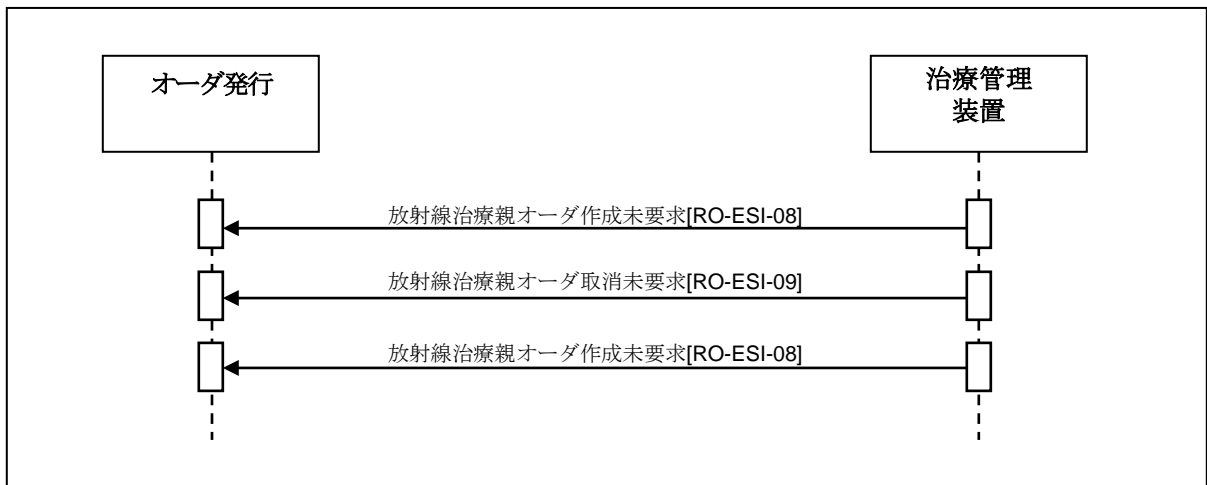 オーダ発行
治療管理
装置
放射線治療親オーダ作成未要求[RO-ESI-08]
放射線治療親オーダ取消未要求[RO-ESI-09]
放射線治療親オーダ作成未要求[RO-ESI-08]